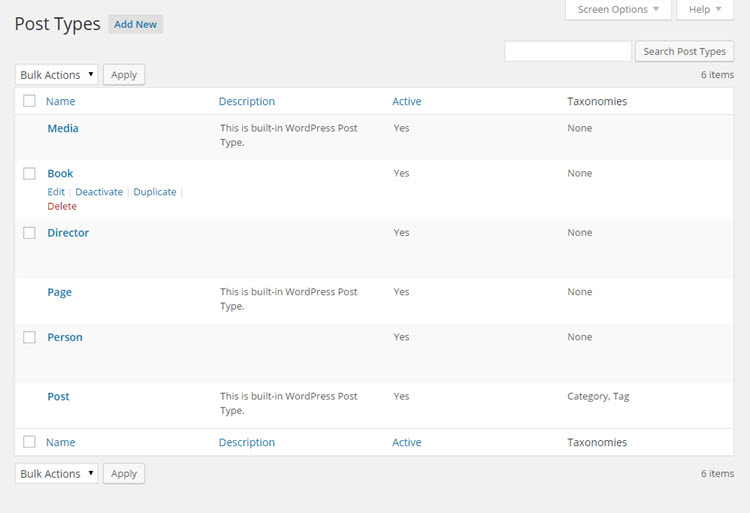 Screen Options ▼ Help ▼
Post Types Add New
Search Post Types
Bulk Actions ▼ Apply 6 items
Name Description Active Taxonomies
Media This is built-in WordPress Post Yes None
Type.
Book Yes None
Edit | Deactivate | Duplicate |
Delete
Director Yes None
Page This is built-in WordPress Post Yes None
Type.
Person Yes None
Post This is built-in WordPress Post Yes Category, Tag
Type.
Name Description Active Taxonomies
Bulk Actions ▼ Apply 6 items